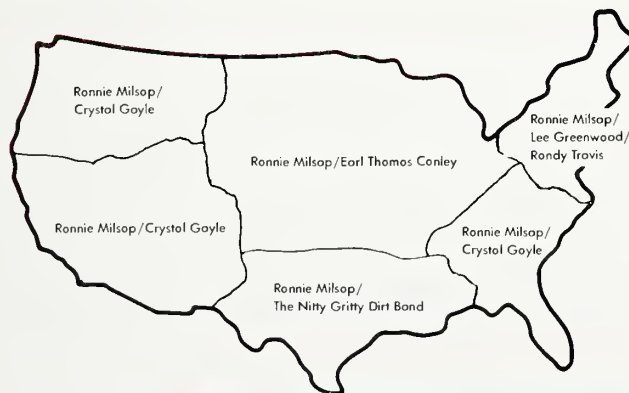 Ronnie Milsap/
Crystal Gayle
Ronnie Milsap/
Lee Greenwood/
Randy Travis
Ronnie Milsap/Earl Thomas Conley
Ronnie Milsap/Crystal Gayle
Ronnie Milsap/
Crystal Gayle
Ronnie Milsap/
The Nitty Gritty Dirt Band